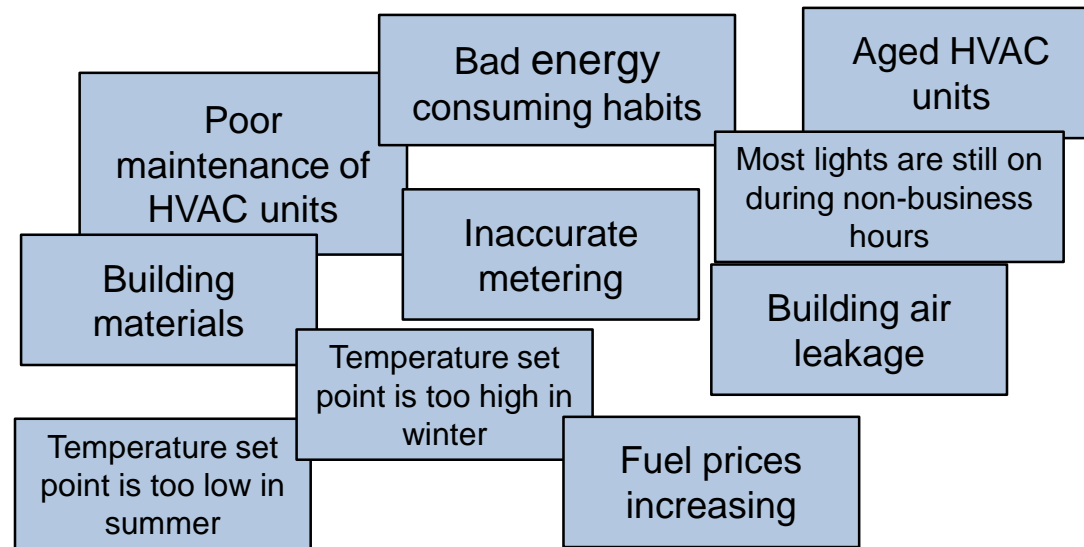 Bad energy
consuming habits
Aged HVAC
units
Poor
maintenance of
HVAC units
Most lights are still on
during non-business
hours
Inaccurate
metering
Building
materials
Building air
leakage
Temperature set
point is too high in
winter
Temperature set
point is too low in
summer
Fuel prices
increasing